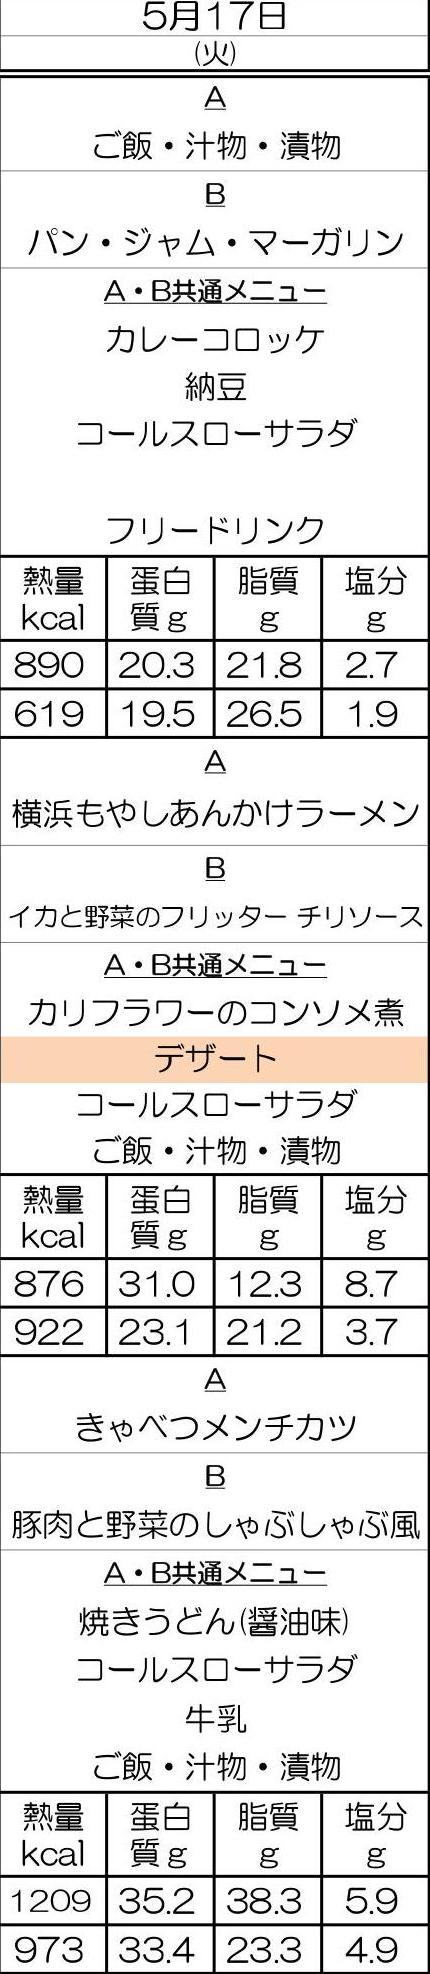 5月17日
(火)
A
ご飯・汁物・漬物
B
パン・ジャム・マーガリン
A・B共通メニュー
カレーコロッケ
納豆
コールスローサラダ
フリードリンク
熱量 蛋白 脂質 塩分
kcal 質g g g
890 20.3 21.8 2.7
619 19.5 26.5 1.9
A
横浜もやしあんかけラーメン
B
イカと野菜のフリッター チリソース
A・B共通メニュー
カリフラワーのコンソメ煮
デザート
コールスローサラダ
ご飯・汁物・漬物
熱量 蛋白 脂質 塩分
kcal 質g g g
876 31.0 12.3 8.7
922 23.1 21.2 3.7
A
きゃべつメンチカツ
B
豚肉と野菜のしゃぶしゃぶ風
A・B共通メニュー
焼きうどん(醤油味)
コールスローサラダ
牛乳
ご飯・汁物・漬物
熱量 蛋白 脂質 塩分
kcal 質g g g
1209 35.2 38.3 5.9
973 33.4 23.3 4.9